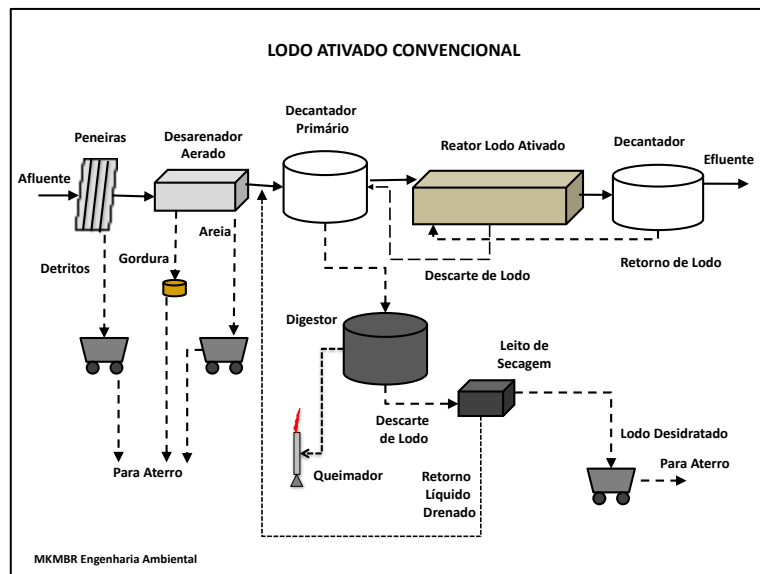 LODO ATIVADO CONVENCIONAL
Decantador
Primário
Peneiras
Desarenador
Aerado
Reator Lodo Ativado
Decantador
Efluente
Afluente
Areia
Gordura
Detritos
Descarte de Lodo
Retorno de Lodo
Digestor
Leito de
Secagem
Descarte
de Lodo
Lodo Desidratado
Para Aterro
Para Aterro
Queimador
Retorno
Líquido
Drenado
MKMBR Engenharia Ambiental